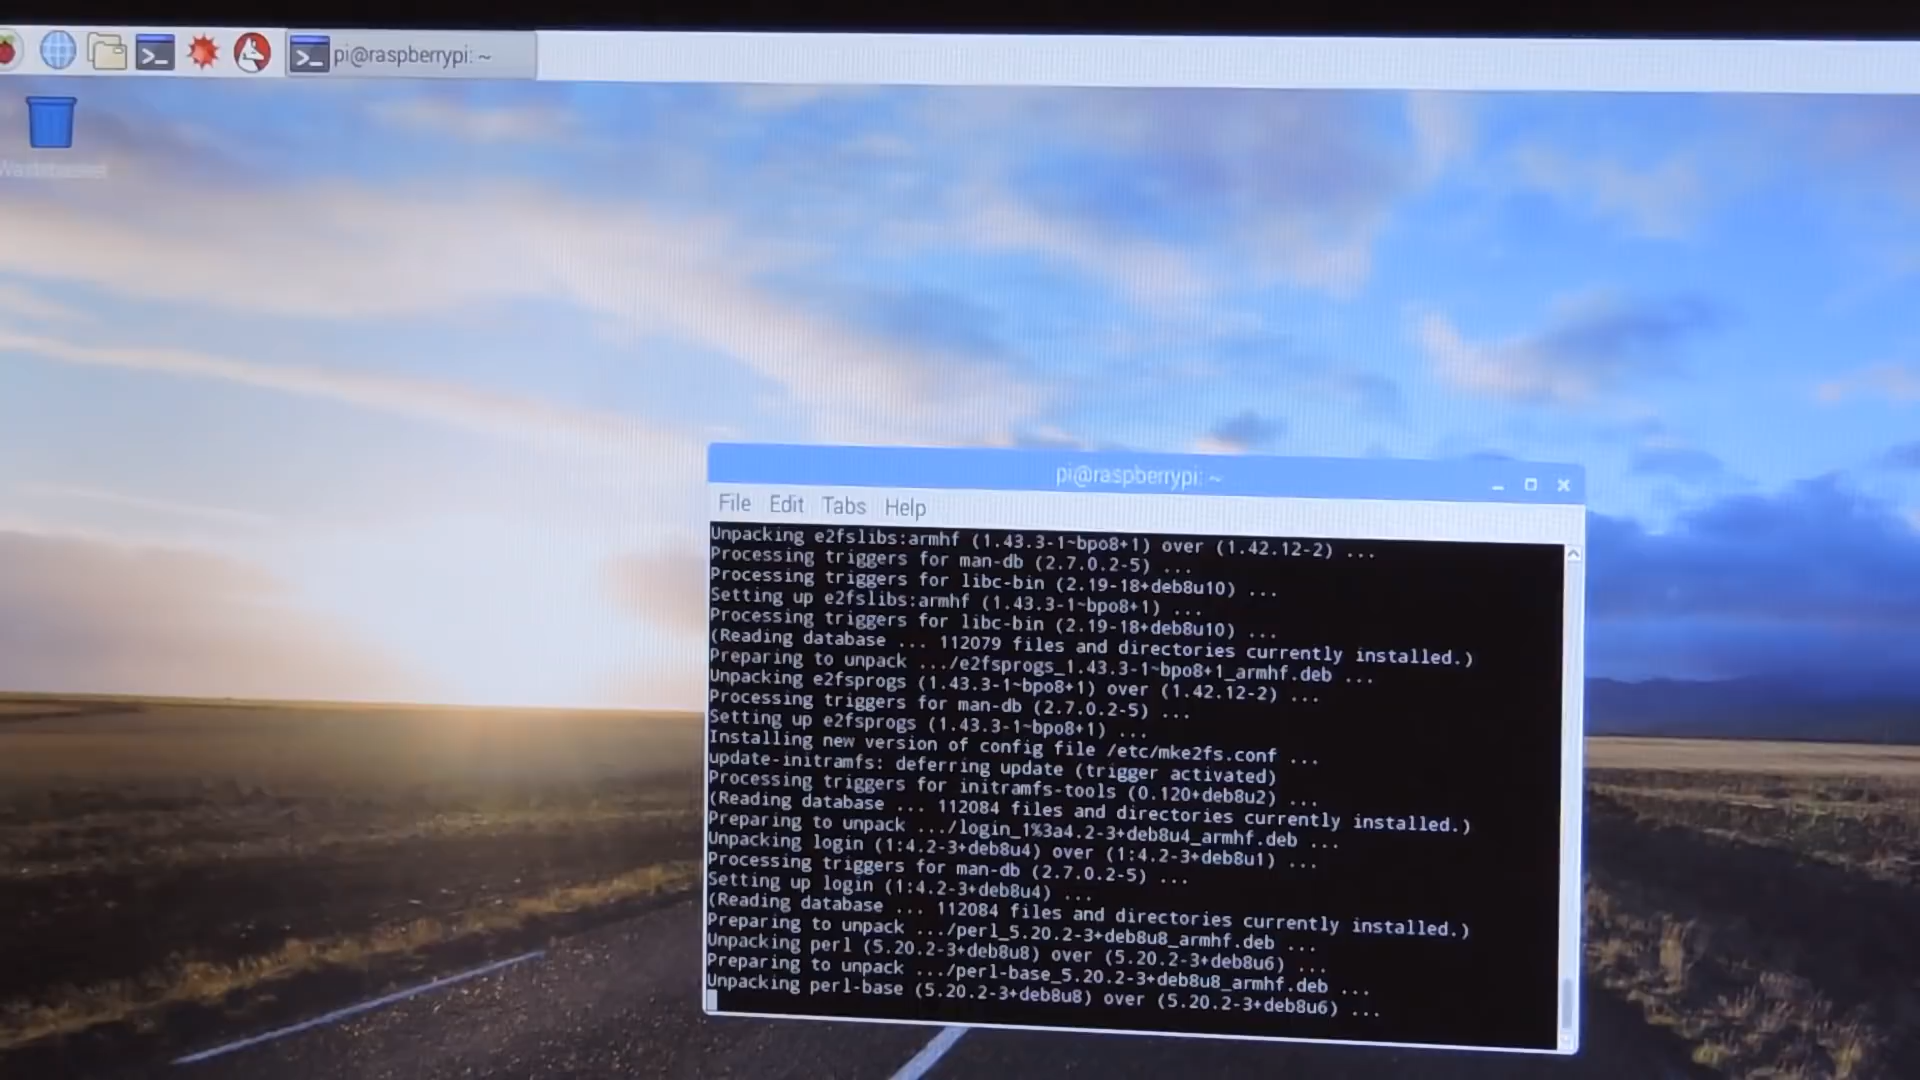 pi@raspberrypi: ~
Wastebasket
pi@raspberrypi: ~
File Edit Tabs Help
Unpacking e2fslibs:armhf (1.43.3-1~bpo8+1) over (1.42.12-2) ...
Processing triggers for man-db (2.7.0.2-5) ...
Processing triggers for libc-bin (2.19-18+deb8u10) ...
Setting up e2fslibs:armhf (1.43.3-1~bpo8+1) ...
Processing triggers for libc-bin (2.19-18+deb8u10) ...
(Reading database ... 112079 files and directories currently installed.)
Preparing to unpack .../e2fsprogs_1.43.3-1~bpo8+1_armhf.deb ...
Unpacking e2fsprogs (1.43.3-1~bpo8+1) over (1.42.12-2) ...
Processing triggers for man-db (2.7.0.2-5) ...
Setting up e2fsprogs (1.43.3-1~bpo8+1) ...
Installing new version of config file /etc/mke2fs.conf ...
update-initramfs: deferring update (trigger activated)
Processing triggers for initramfs-tools (0.120+deb8u2) ...
(Reading database ... 112084 files and directories currently installed.)
Preparing to unpack .../login_1%3a4.2-3+deb8u4_armhf.deb ...
Unpacking login (1:4.2-3+deb8u4) over (1:4.2-3+deb8u1) ...
Processing triggers for man-db (2.7.0.2-5) ...
Setting up login (1:4.2-3+deb8u4) ...
(Reading database ... 112084 files and directories currently installed.)
Preparing to unpack .../perl_5.20.2-3+deb8u8_armhf.deb ...
Unpacking perl (5.20.2-3+deb8u8) over (5.20.2-3+deb8u6) ...
Preparing to unpack .../perl-base_5.20.2-3+deb8u8_armhf.deb ...
Unpacking perl-base (5.20.2-3+deb8u8) over (5.20.2-3+deb8u6) ...